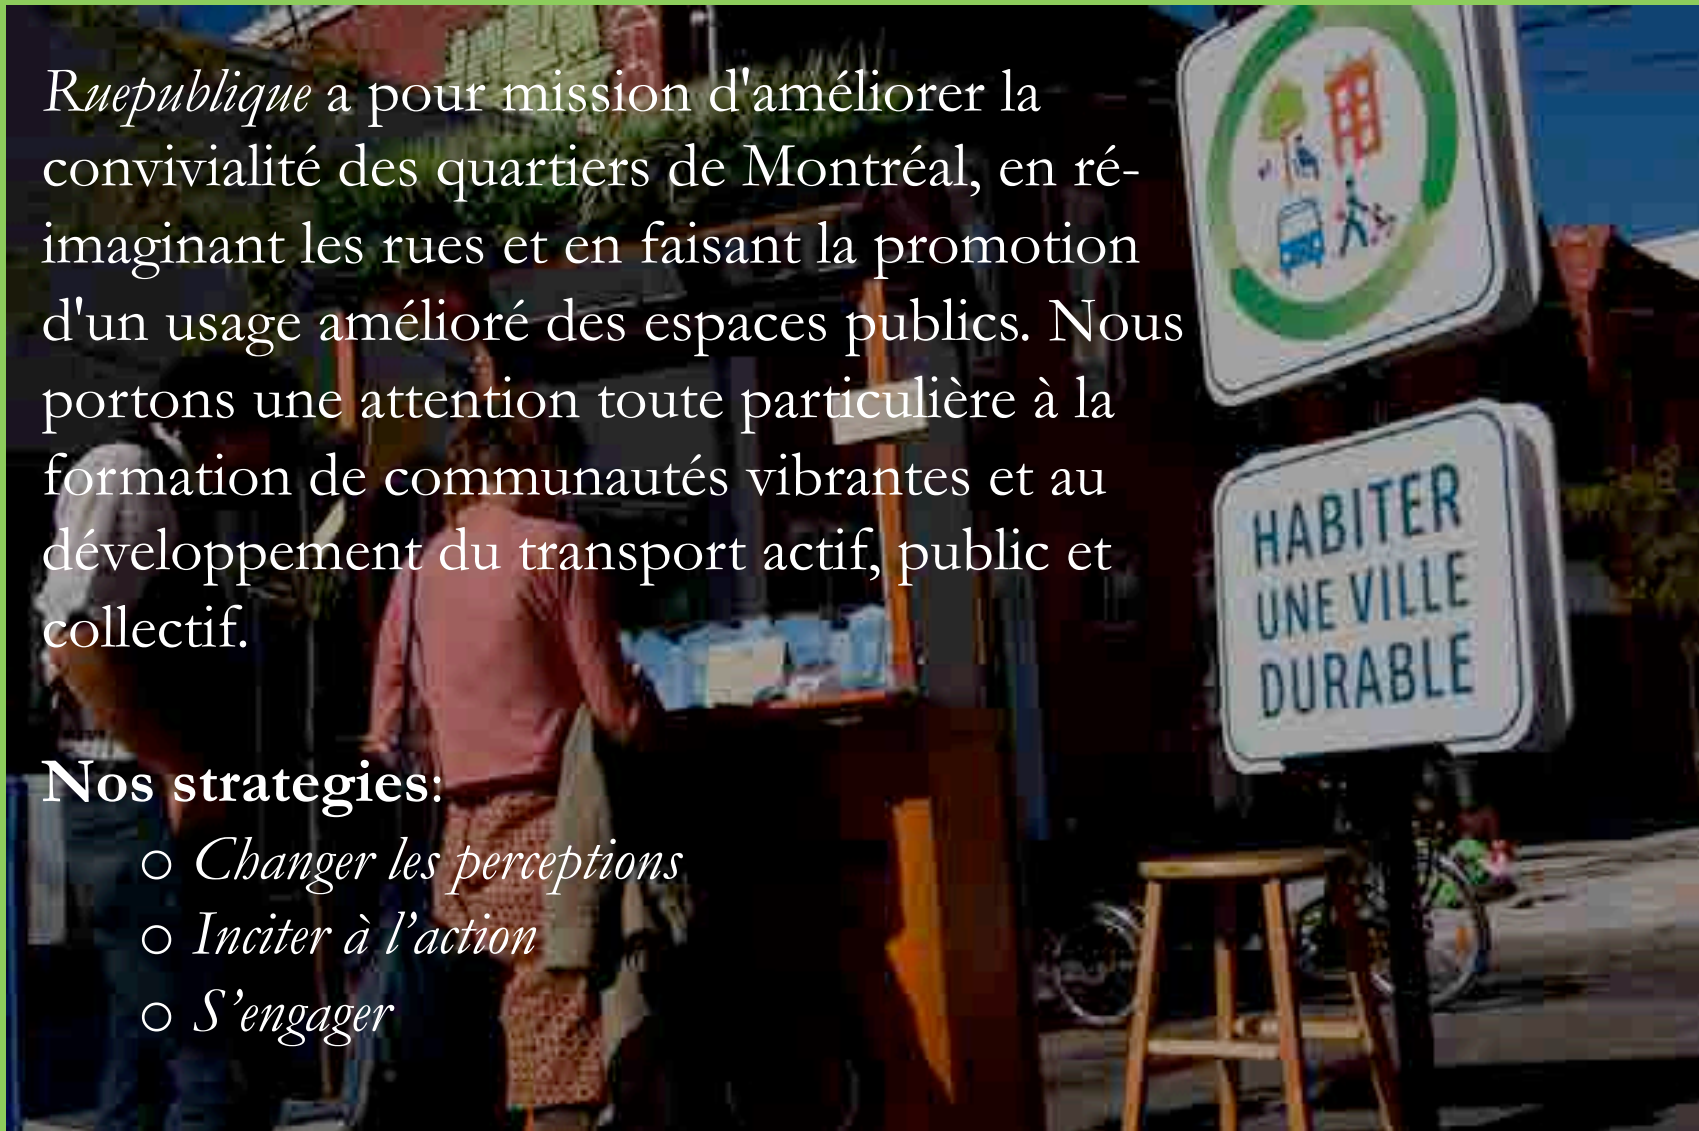 Ruepublique a pour mission d'améliorer la
convivialité des quartiers de Montréal, en ré-
imaginant les rues et en faisant la promotion
d'un usage amélioré des espaces publics. Nous
portons une attention toute particulière à la
formation de communautés vibrantes et au
développement du transport actif, public et
collectif.
Nos strategies:
o Changer les perceptions
o Inciter à l’action
o S’engager
HABITER
UNE VILLE
DURABLE